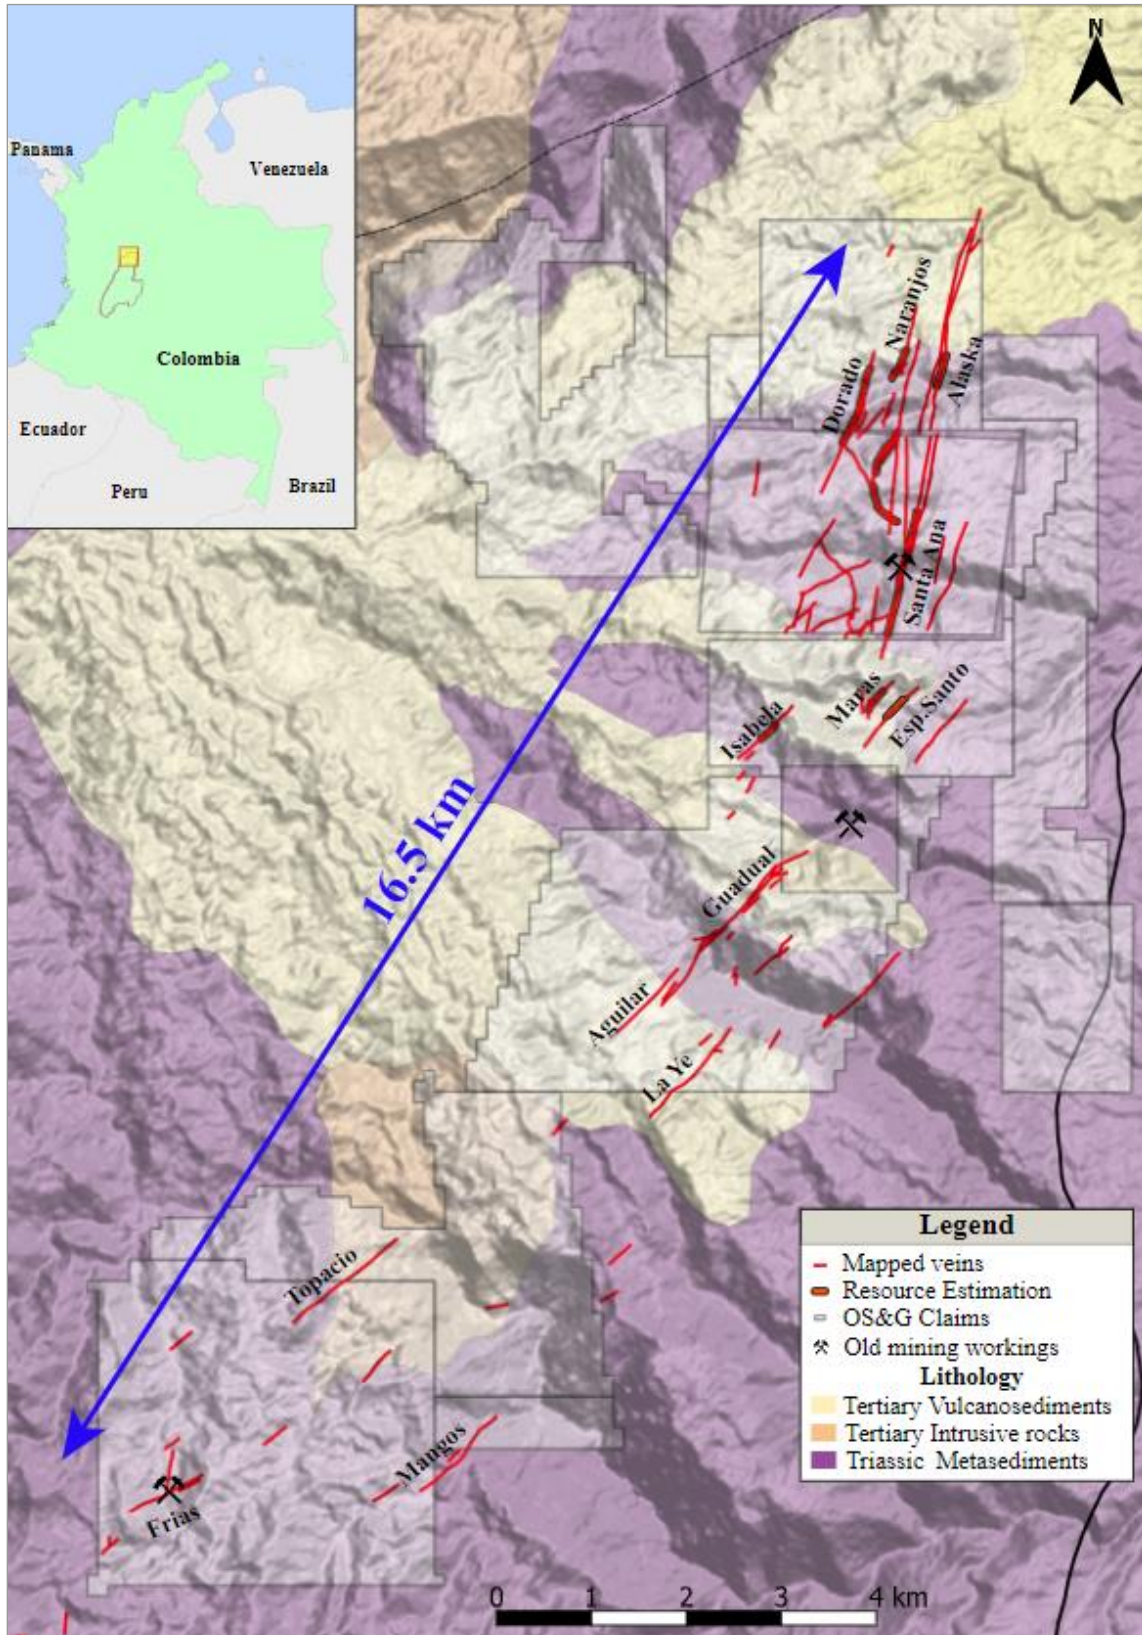 N
Panama
Venezuela
Colombia
Ecuador
Peru
Brazil
Naranjos
Alaska
Dorado
Santa Ana
Maras
Esp.Santo
Isabela
16.5 km
Guadual
Aguilar
La Ye
Topacio
Mangos
Frias
Legend
Mapped veins
Resource Estimation
OS&G Claims
Old mining workings
Lithology
Tertiary Vulcanosediments
Tertiary Intrusive rocks
Triassic Metasediments
0 1 2 3 4 km